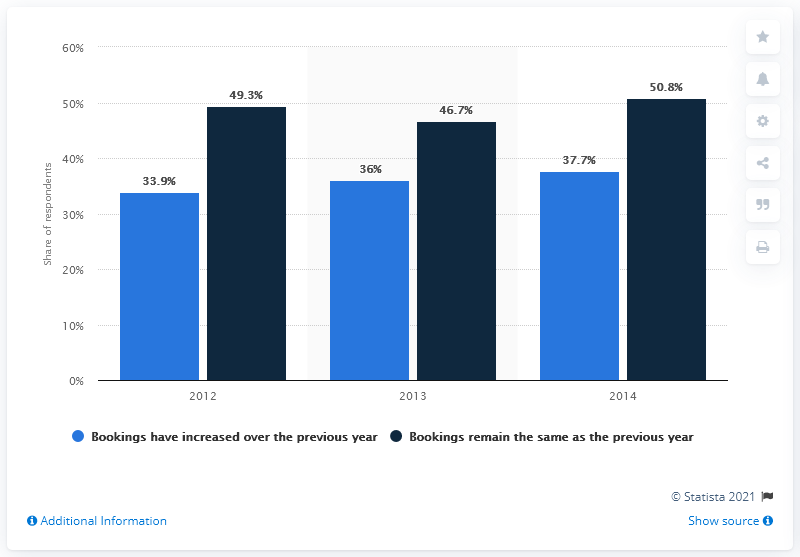 60%
50%
40%
30%
20%
10%
0%
Share of respondents
33.9%
49.3%
36%
46.7%
37.7%
50.8%
2012
2013
2014
Bookings have increased over the previous year
Bookings remain the same as the previous year
© Statista 2021
Additional Information
Show source